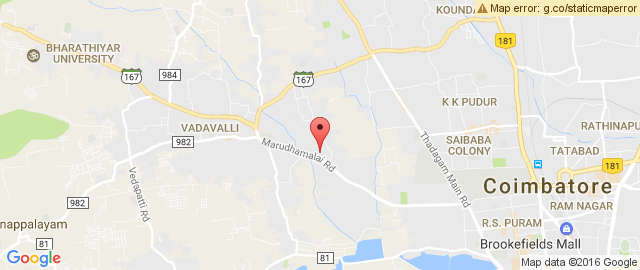 KOUND
Map error: g.co/staticmaperror
BHARATHIYAR
UNIVERSITY
181
167
984
167
K K PUDUR
RATHINAPU
VADAVALLI
982
Marudhamalai Rd
Thadagam Main Rd
SAIBABA
COLONY
TATABAD
181
Vedapatti Rd
Coimbatore
982
RAM NAGAR
nappalayam
R.S. PURAM
81
81
Brookefields Mall
Google
Map data ©2016 Google